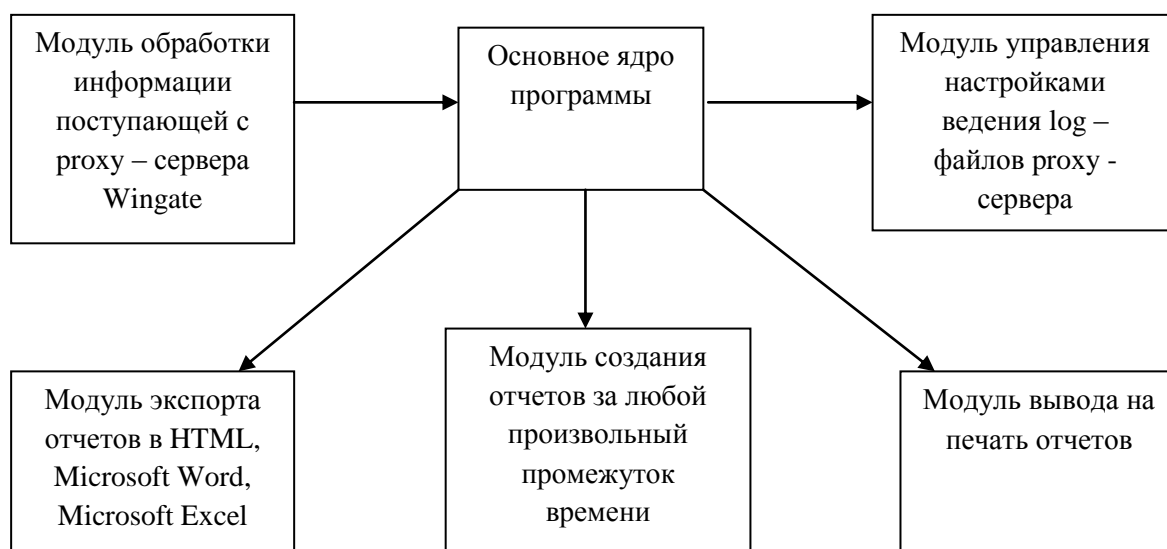 Модуль обработки
информации
поступающей с
proxy – сервера
Wingate
Основное ядро
программы
Модуль управления
настройками
ведения log –
файлов proxy -
сервера
Модуль экспорта
отчетов в HTML,
Microsoft Word,
Microsoft Excel
Модуль создания
отчетов за любой
произвольный
промежуток
времени
Модуль вывода на
печать отчетов